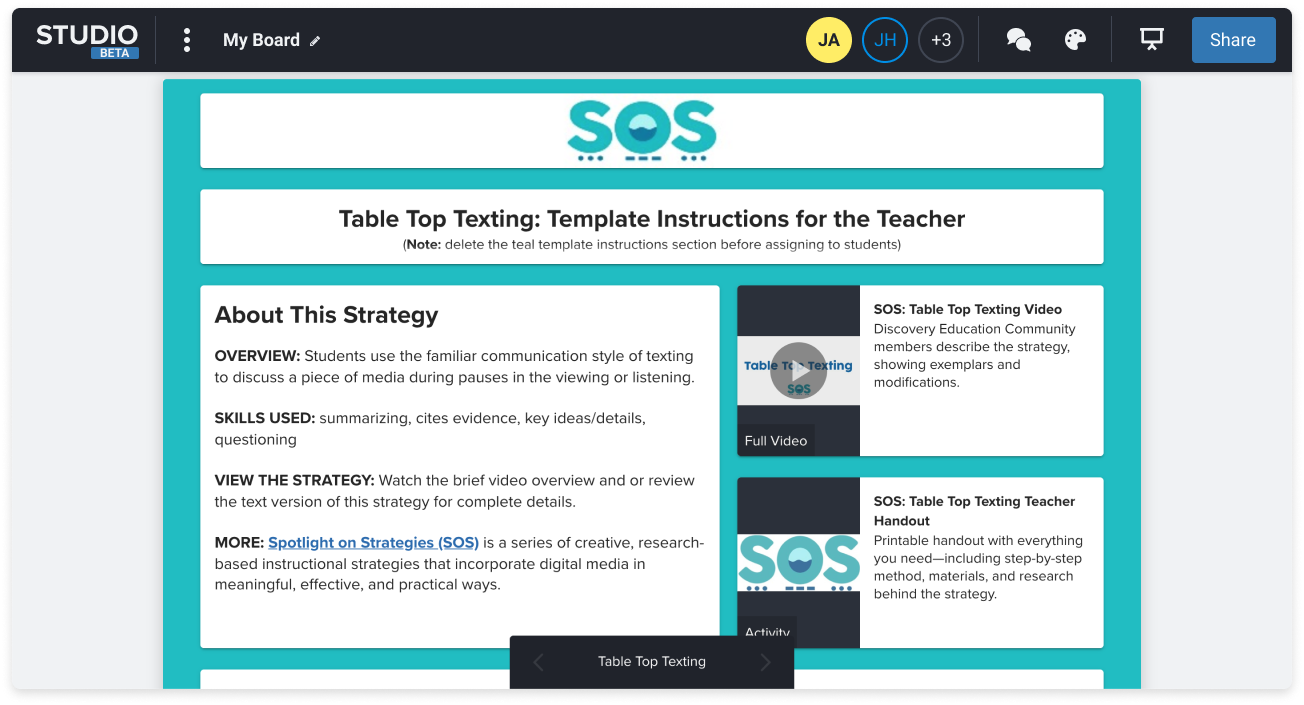 STUDIO
BETA
My Board
JA
JH
+3
Share
SOS
Table Top Texting: Template Instructions for the Teacher
(Note: delete the teal template instructions section before assigning to students)
About This Strategy
OVERVIEW: Students use the familiar communication style of texting
to discuss a piece of media during pauses in the viewing or listening.
SKILLS USED: summarizing, cites evidence, key ideas/details,
questioning
VIEW THE STRATEGY: Watch the brief video overview and or review
the text version of this strategy for complete details.
MORE: Spotlight on Strategies (SOS) is a series of creative, research-
based instructional strategies that incorporate digital media in
meaningful, effective, and practical ways.
Table Top Texting
SOS
Full Video
SOS: Table Top Texting Video
Discovery Education Community
members describe the strategy,
showing exemplars and
modifications.
SOS
Activity
SOS: Table Top Texting Teacher
Handout
Printable handout with everything
you need—including step-by-step
method, materials, and research
behind the strategy.
Table Top Texting